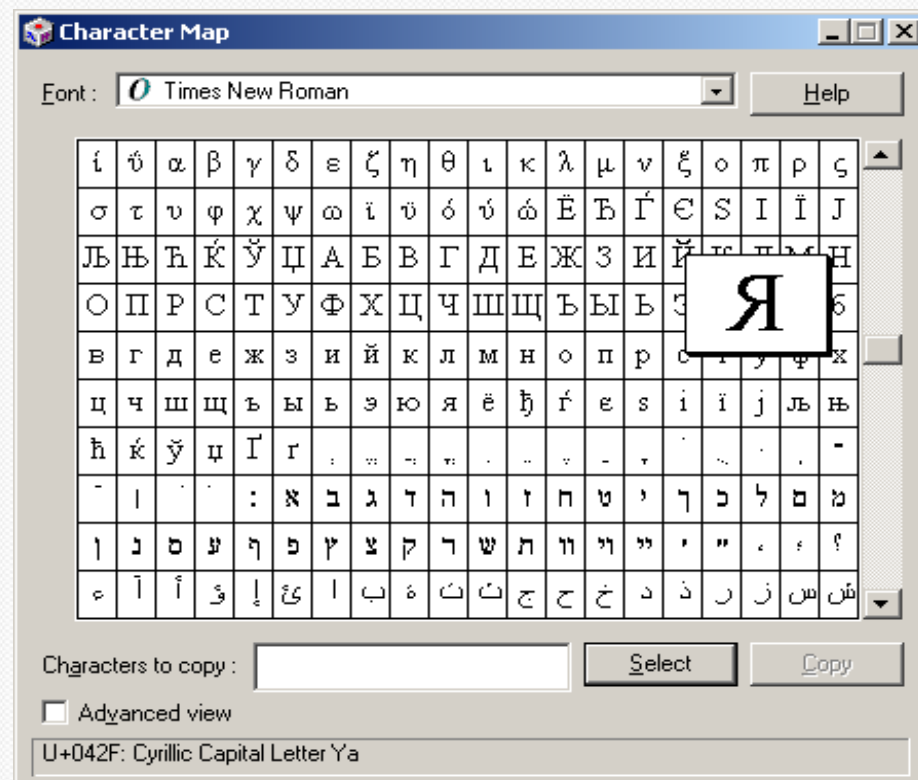 Character Map
Font : O Times New Roman Help
ί ΰ α β γ δ ε ζ η θ ι κ λ μ ν ξ ο π ρ ς
σ τ υ φ χ ψ ω ϊ ϋ ό ύ ώ Ё Ђ Ѓ Є Ѕ І Ї Ј
Љ Њ Ћ Ќ Ў Џ А Б В Г Д Е Ж З И Й Н
О П Р С Т У Ф Х Ц Ч Ш Щ Ъ Ы Ь Я б
в г д е ж з и й к л м н о п р с у ф х
ц ч ш щ ъ ы ь э ю я ё ђ ѓ є ѕ і ї ј љ њ
ћ ќ ў џ Ґ ґ
א ב ג ד ה ו ז ח ט י ך כ ל ם מ
ן נ ס ע ף פ ץ צ ק ר ש ת װ ױ ײ ׳ ״ ، ؛ ؟
ء آ أ ؤ إ ئ ا ب ة ت ث ج ح خ د ذ ر ز س ش
Characters to copy : Select Copy
Advanced view
U+042F: Cyrillic Capital Letter Ya